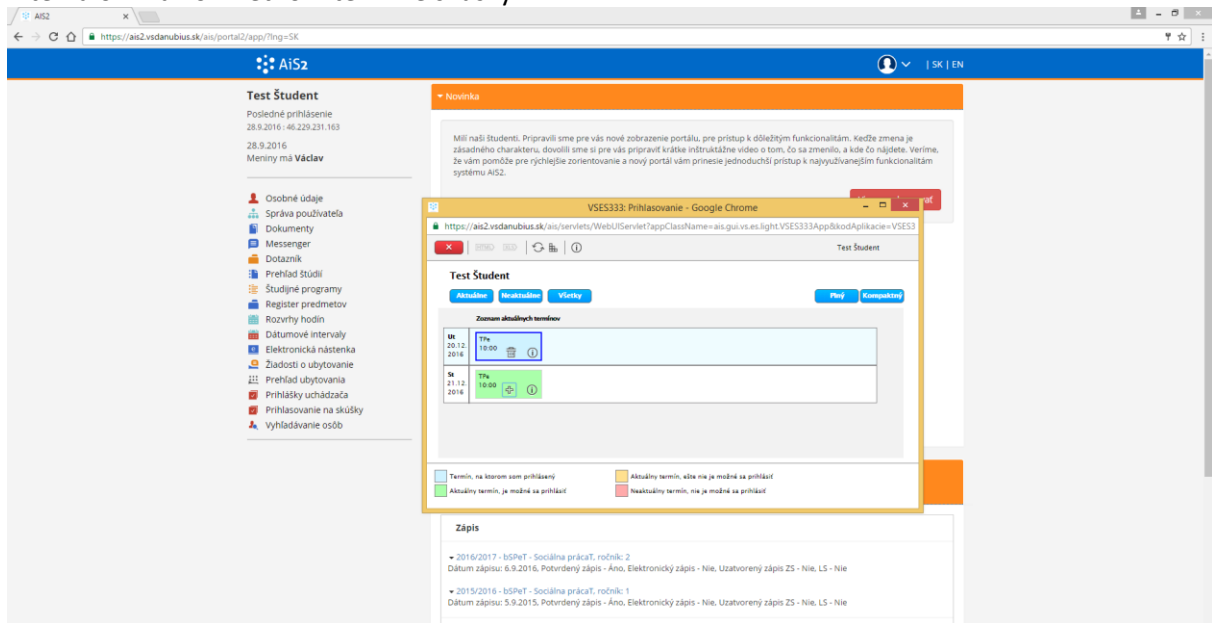 AIS2
https://ais2.vsdanubius.sk/ais/portal2/app/?lng=SK
AiS2
| SK | EN
Test Študent
Posledné prihlásenie
28.9.2016 : 46.229.231.163
28.9.2016
Meniny má Václav
Osobné údaje
Správa používateľa
Dokumenty
Messenger
Dotazník
Prehľad štúdií
Študijné programy
Register predmetov
Rozvrhy hodín
Dátumové intervaly
Elektronická nástenka
Žiadosti o ubytovanie
Prehľad ubytovania
Prihlášky uchádzača
Prihlasovanie na skúšky
Vyhľadávanie osôb
Novinka
Milí naši študenti. Pripravili sme pre vás nové zobrazenie portálu, pre prístup k dôležitým funkcionalitám. Keďže zmena je
zásadného charakteru, dovolili sme si pre vás pripraviť krátke inštruktážne video o tom, čo sa zmenilo, a kde čo nájdete. Veríme,
že vám pomôže pre rýchlejšie zorientovanie a nový portál vám prinesie jednoduchší prístup k najvyužívanejším funkcionalitám
systému AiS2.
VSES333: Prihlasovanie - Google Chrome
https://ais2.vsdanubius.sk/ais/servlets/WebUIServlet?appClassName=ais.gui.vs.es.light.VSES333App&kodAplikacie=VSES3
Test Študent
Test Študent
Aktuálne Neaktuálne Všetky Plný Kompaktný
Zoznam aktuálnych termínov
Ut
20.12.
2016
TPe
10:00
St
21.12.
2016
TPe
10:00
Termín, na ktorom som prihlásený
Aktuálny termín, ešte nie je možné sa prihlásiť
Aktuálny termín, je možné sa prihlásiť
Neaktuálny termín, nie je možné sa prihlásiť
Zápis
2016/2017 - bSPeT - Sociálna prácaT, ročník: 2
Dátum zápisu: 6.9.2016, Potvrdený zápis - Áno, Elektronický zápis - Nie, Uzatvorený zápis ZS - Nie, LS - Nie
2015/2016 - bSPeT - Sociálna prácaT, ročník: 1
Dátum zápisu: 5.9.2015, Potvrdený zápis - Áno, Elektronický zápis - Nie, Uzatvorený zápis ZS - Nie, LS - Nie